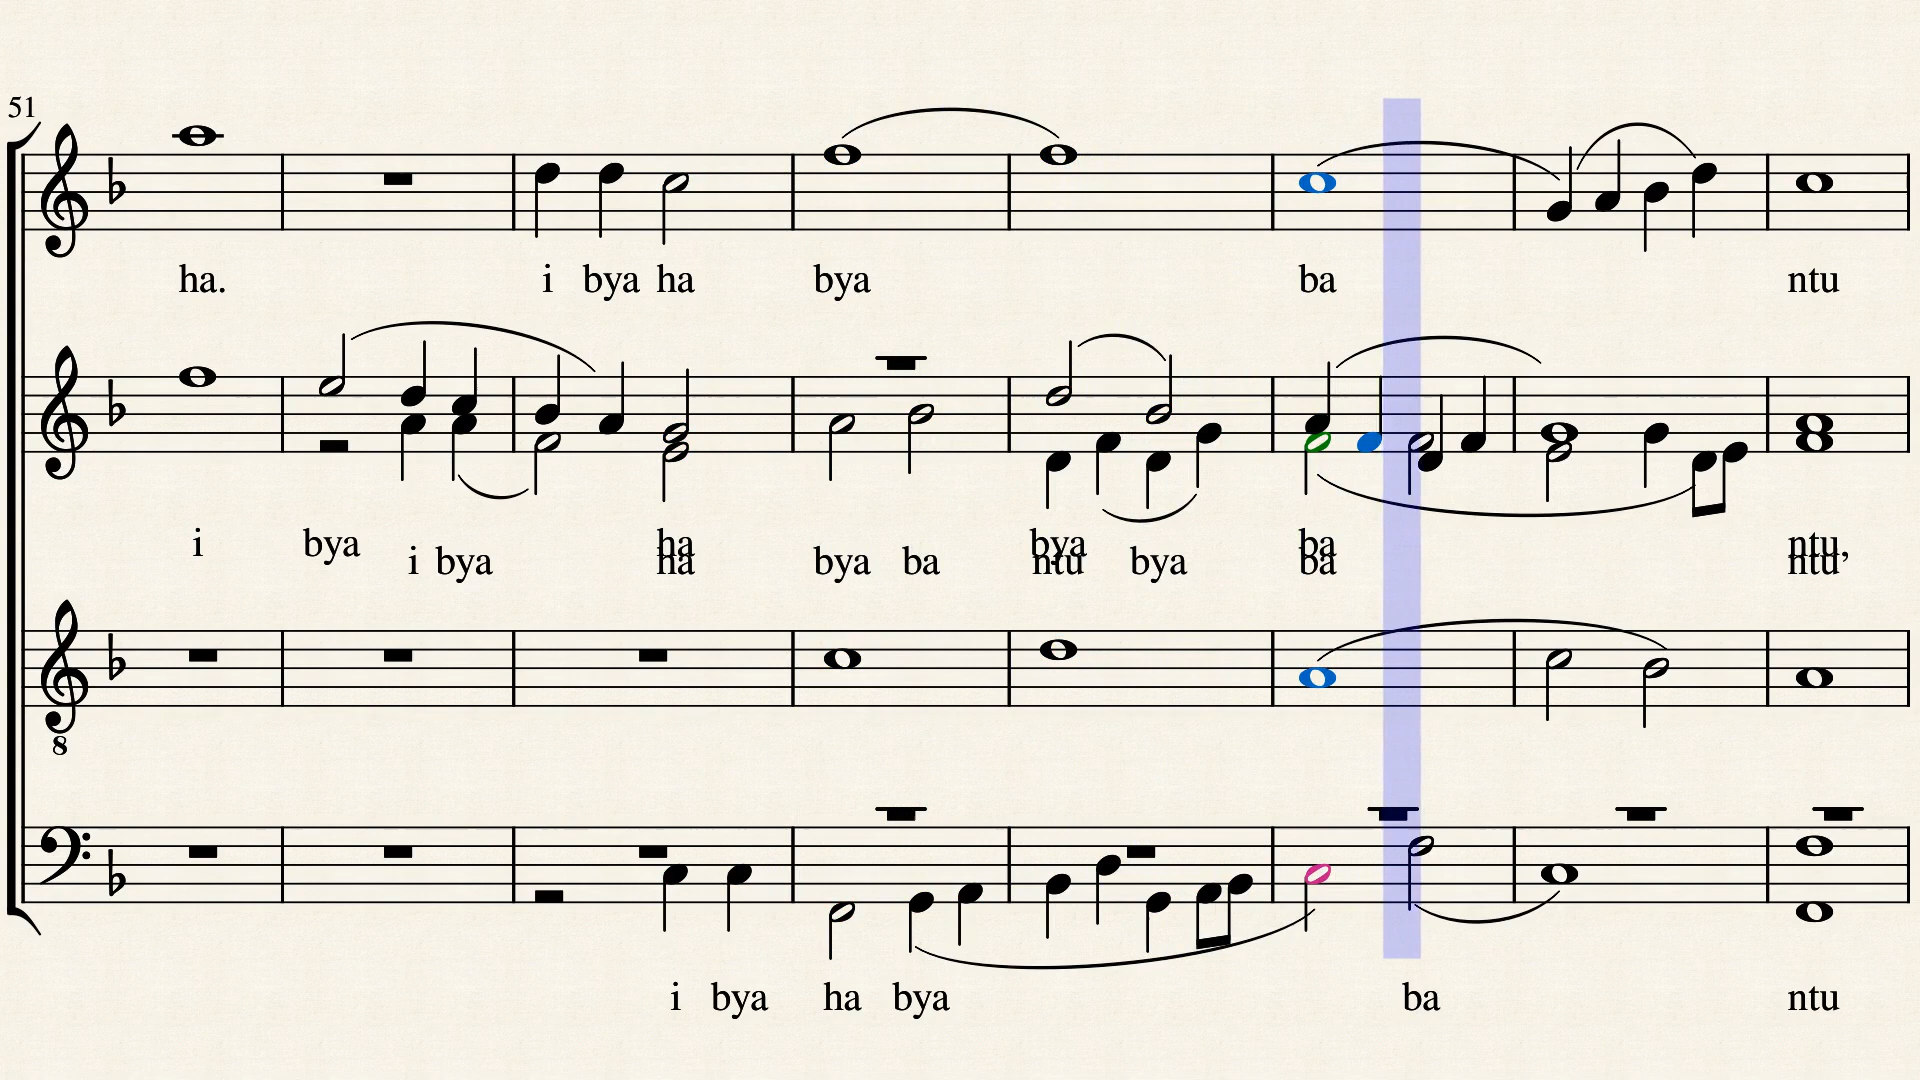 51
ha. i bya ha bya ba ntu
i bya ha bya ba ntu,
i bya ha bya ba ntu bya ba ntu
8
i bya ha bya ba ntu